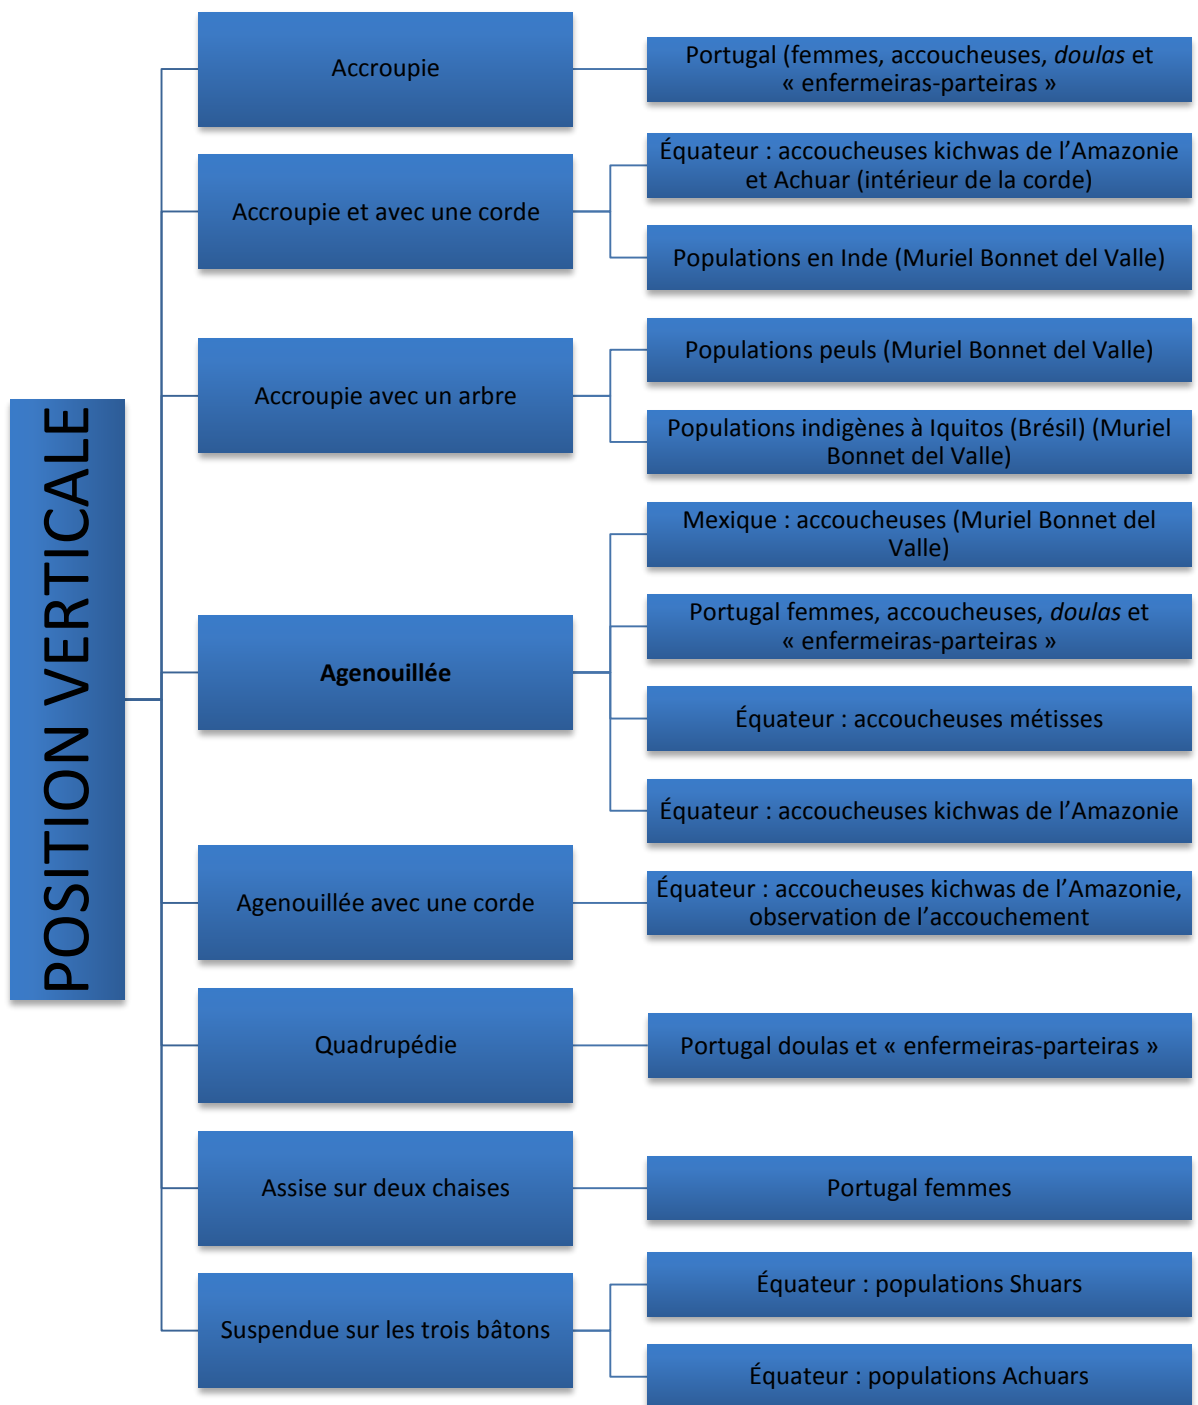 POSITION VERTICALE
Accroupie
Portugal (femmes, accoucheuses, doulas et
« enfermeiras-parteiras »
Accroupie et avec une corde
Équateur : accoucheuses kichwas de l’Amazonie
et Achuar (intérieur de la corde)
Populations en Inde (Muriel Bonnet del Valle)
Accroupie avec un arbre
Populations peuls (Muriel Bonnet del Valle)
Populations indigènes à Iquitos (Brésil) (Muriel
Bonnet del Valle)
Agenouillée
Mexique : accoucheuses (Muriel Bonnet del
Valle)
Portugal femmes, accoucheuses, doulas et
« enfermeiras-parteiras »
Équateur : accoucheuses métisses
Équateur : accoucheuses kichwas de l’Amazonie
Agenouillée avec une corde
Équateur : accoucheuses kichwas de l’Amazonie,
observation de l’accouchement
Quadrupédie
Portugal doulas et « enfermeiras-parteiras »
Assise sur deux chaises
Portugal femmes
Suspendue sur les trois bâtons
Équateur : populations Shuars
Équateur : populations Achuars